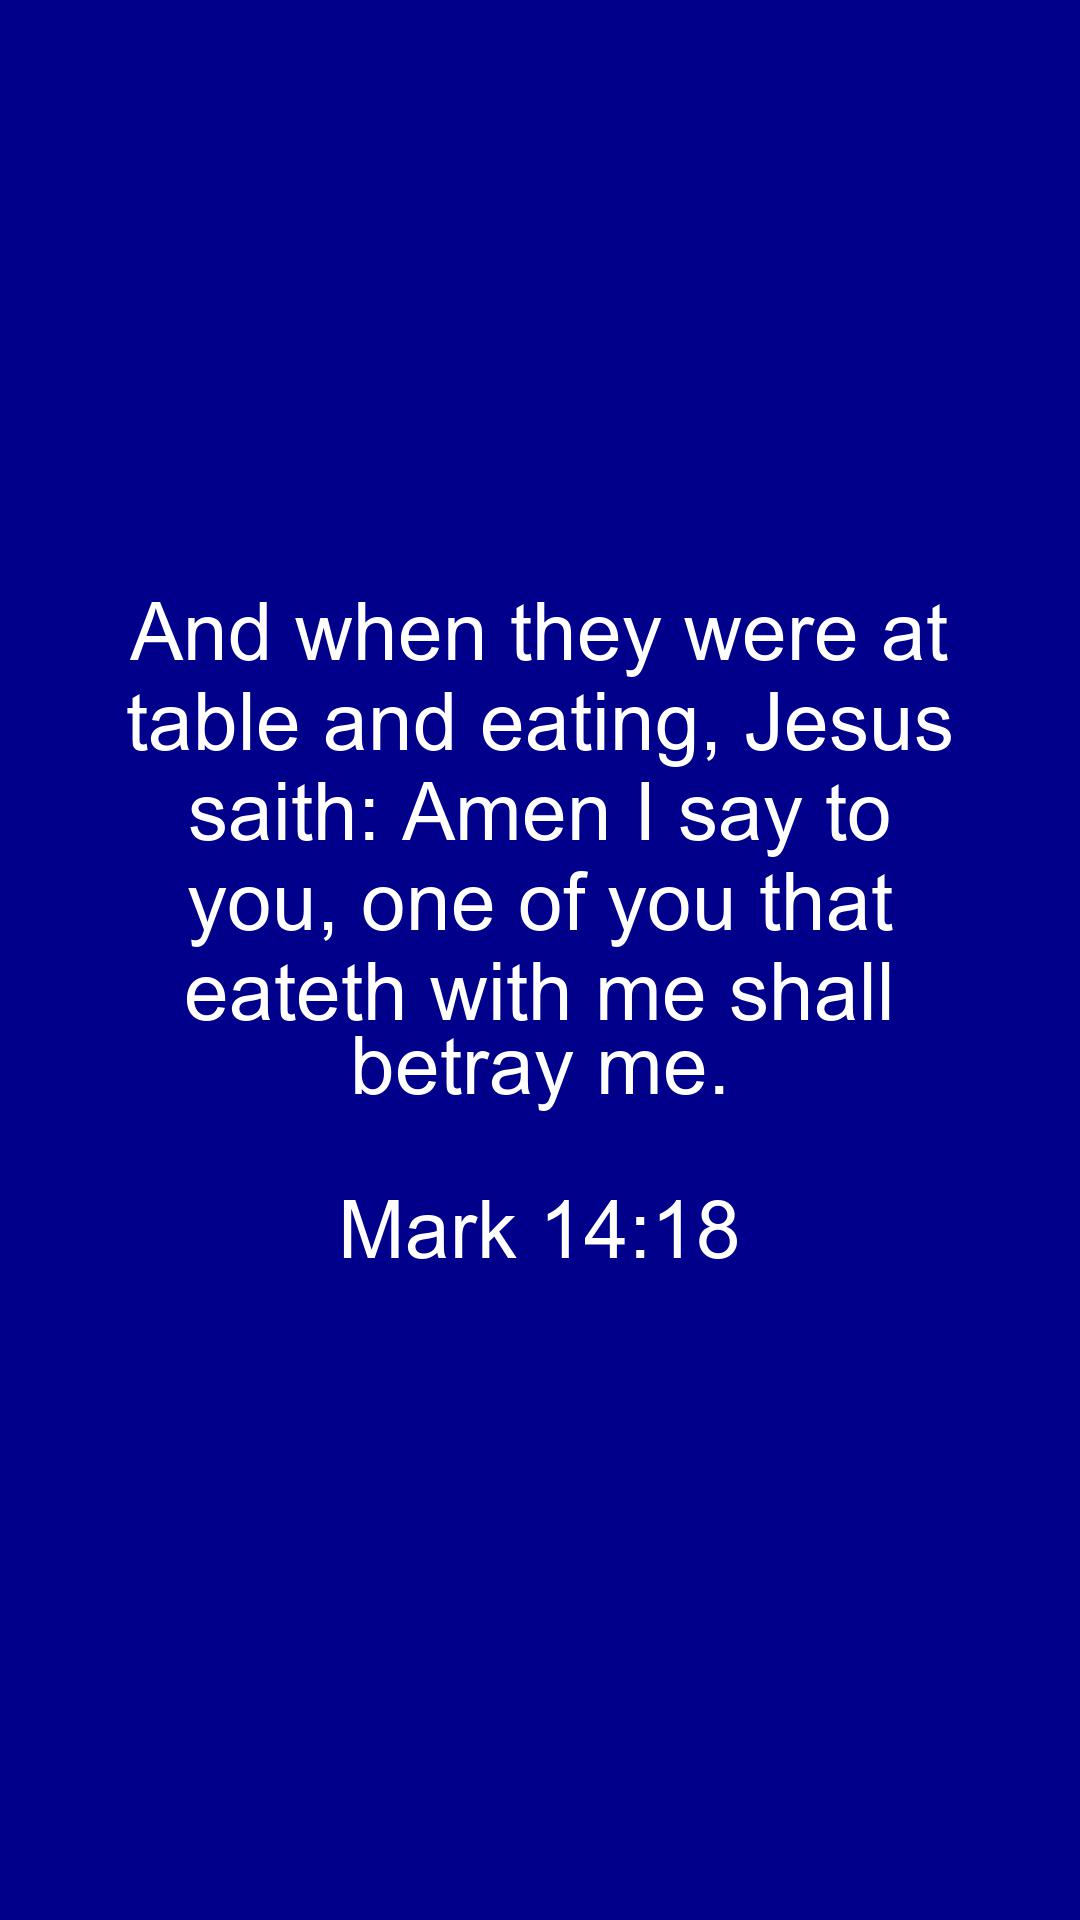 And when they were at
table and eating, Jesus
saith: Amen I say to
you, one of you that
eateth with me shall
betray me.
Mark 14:18